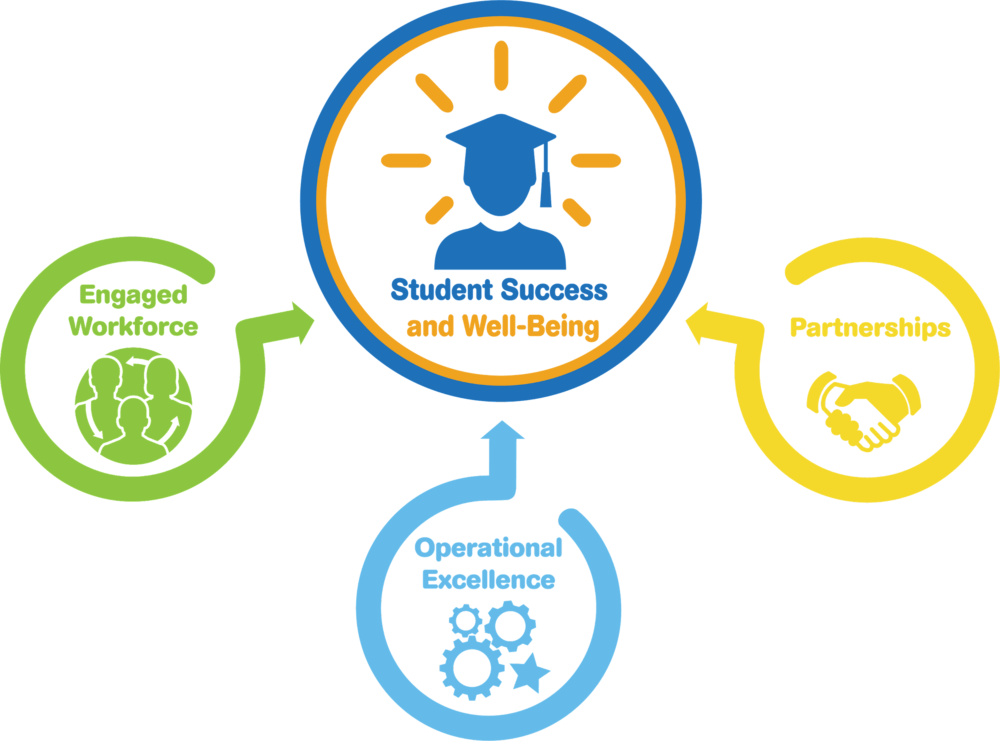 Student Success
and Well-Being
Engaged
Workforce
Partnerships
Operational
Excellence